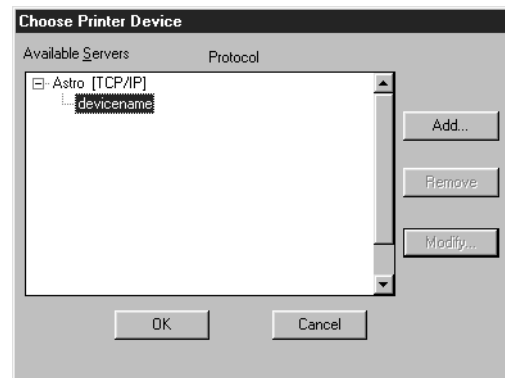 Choose Printer Device
Available Servers Protocol
Astro [TCP/IP]
devicename
Add...
Remove
Modify...
OK Cancel